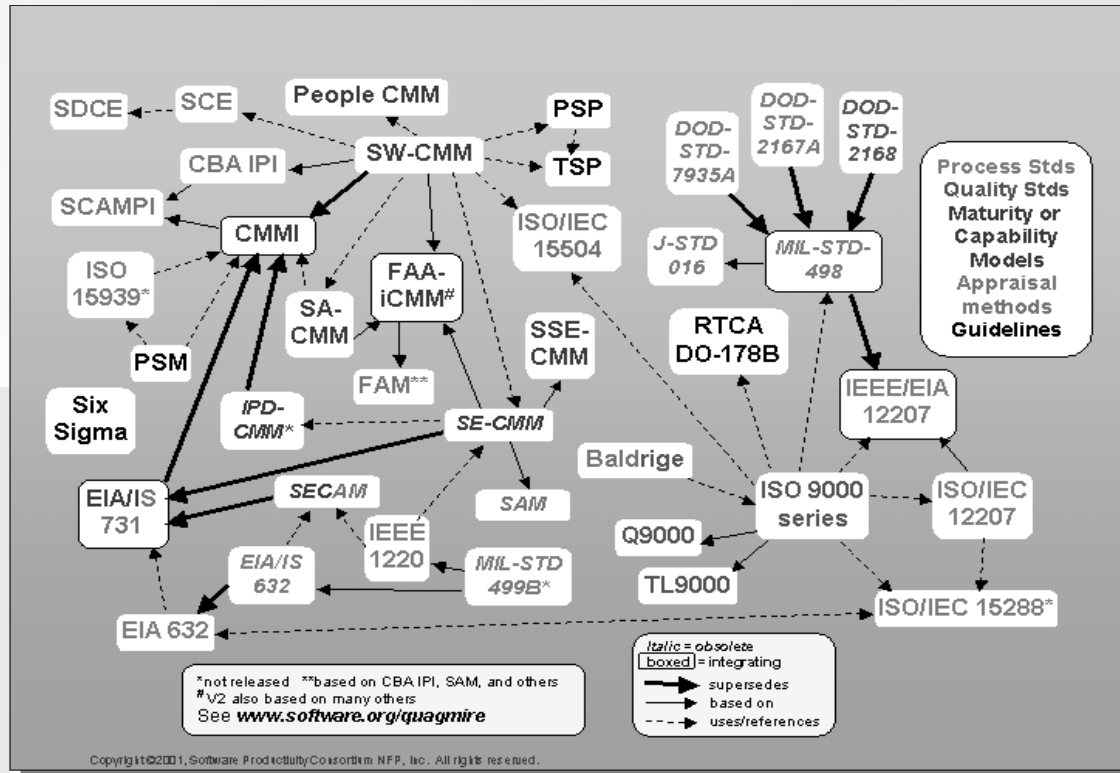 People CMM
SDCE
SCE
PSP
SW-CMM
TSP
CBA IPI
SCAMPI
CMMI
ISO
15939*
PSM
SA-
CMM
FAA-
iCMM#
FAM**
ISO/IEC
15504
SSE-
CMM
Six
Sigma
IPD-
CMM*
SE-CMM
EIA/IS
731
SECAM
SAM
IEEE
1220
EIA/IS
632
MIL-STD
499B*
EIA 632
DOD-
STD-
7935A
DOD-
STD-
2167A
DOD-
STD-
2168
J-STD
016
MIL-STD-
498
RTCA
DO-178B
IEEE/EIA
12207
Baldrige
ISO 9000
series
ISO/IEC
12207
Q9000
TL9000
ISO/IEC 15288*
Process Stds
Quality Stds
Maturity or
Capability
Models
Appraisal
methods
Guidelines
*not released **based on CBA IPI, SAM, and others
#V2 also based on many others
See www.software.org/quagmire
Italic = obsolete
boxed = integrating
supersedes
based on
uses/references
Copyright©2001, Software Productivity Consortium NFP, Inc. All rights reserved.